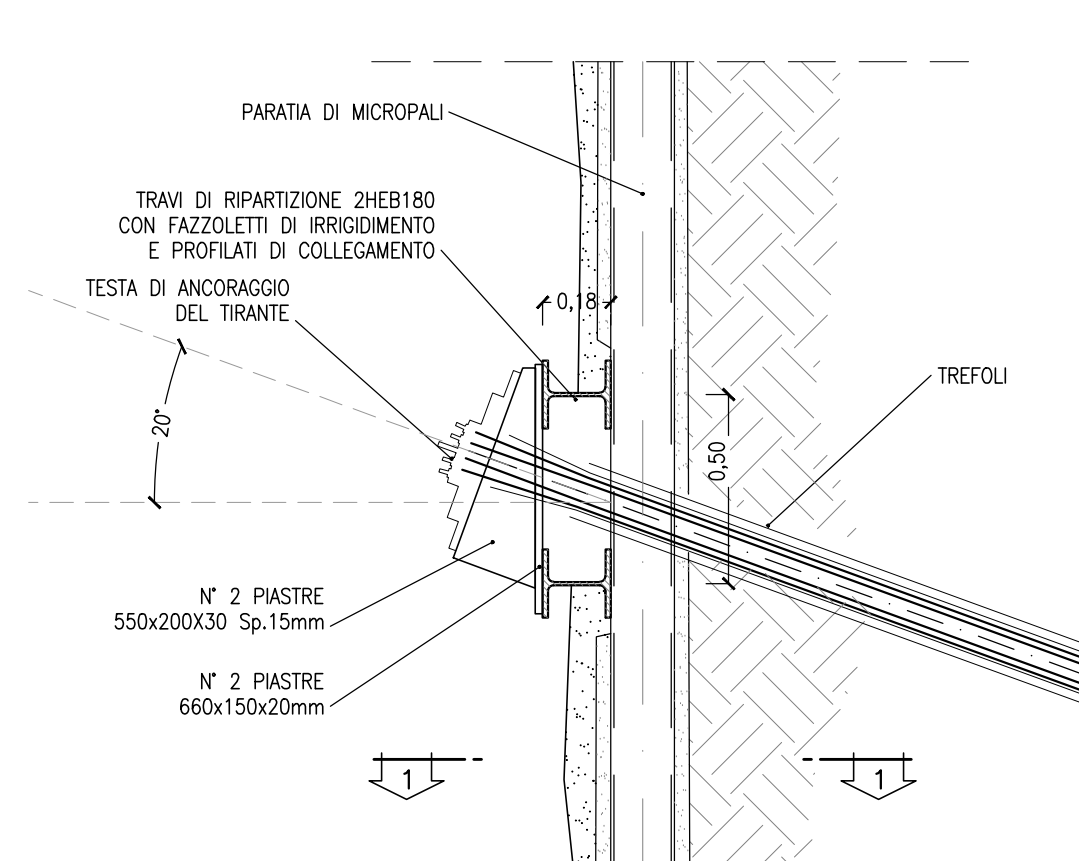 PARATIA DI MICROPALI
TRAVI DI RIPARTIZIONE 2HEB180
CON FAZZOLETTI DI IRRIGIDIMENTO
E PROFILATI DI COLLEGAMENTO
TESTA DI ANCORAGGIO
DEL TIRANTE
0,18
TREFOLI
20°
0,50
N° 2 PIASTRE
550x200X30 Sp.15mm
N° 2 PIASTRE
660x150x20mm
1
1